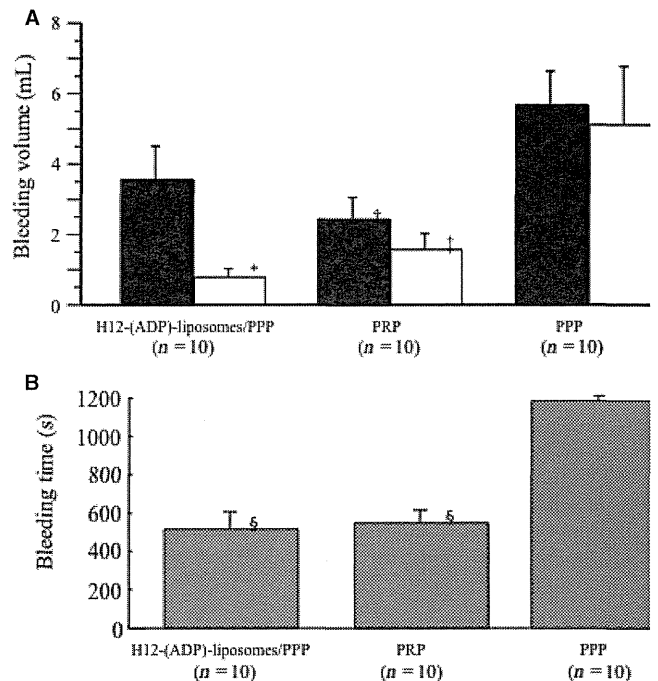 A
Bleeding volume (mL)
8
6
4
2
0
*
‡
†
H12-(ADP)-liposomes/PPP
(n = 10)
PRP
(n = 10)
PPP
(n = 10)
B
Bleeding time (s)
1200
1000
800
600
400
200
0
§
§
H12-(ADP)-liposomes/PPP
(n = 10)
PRP
(n = 10)
PPP
(n = 10)